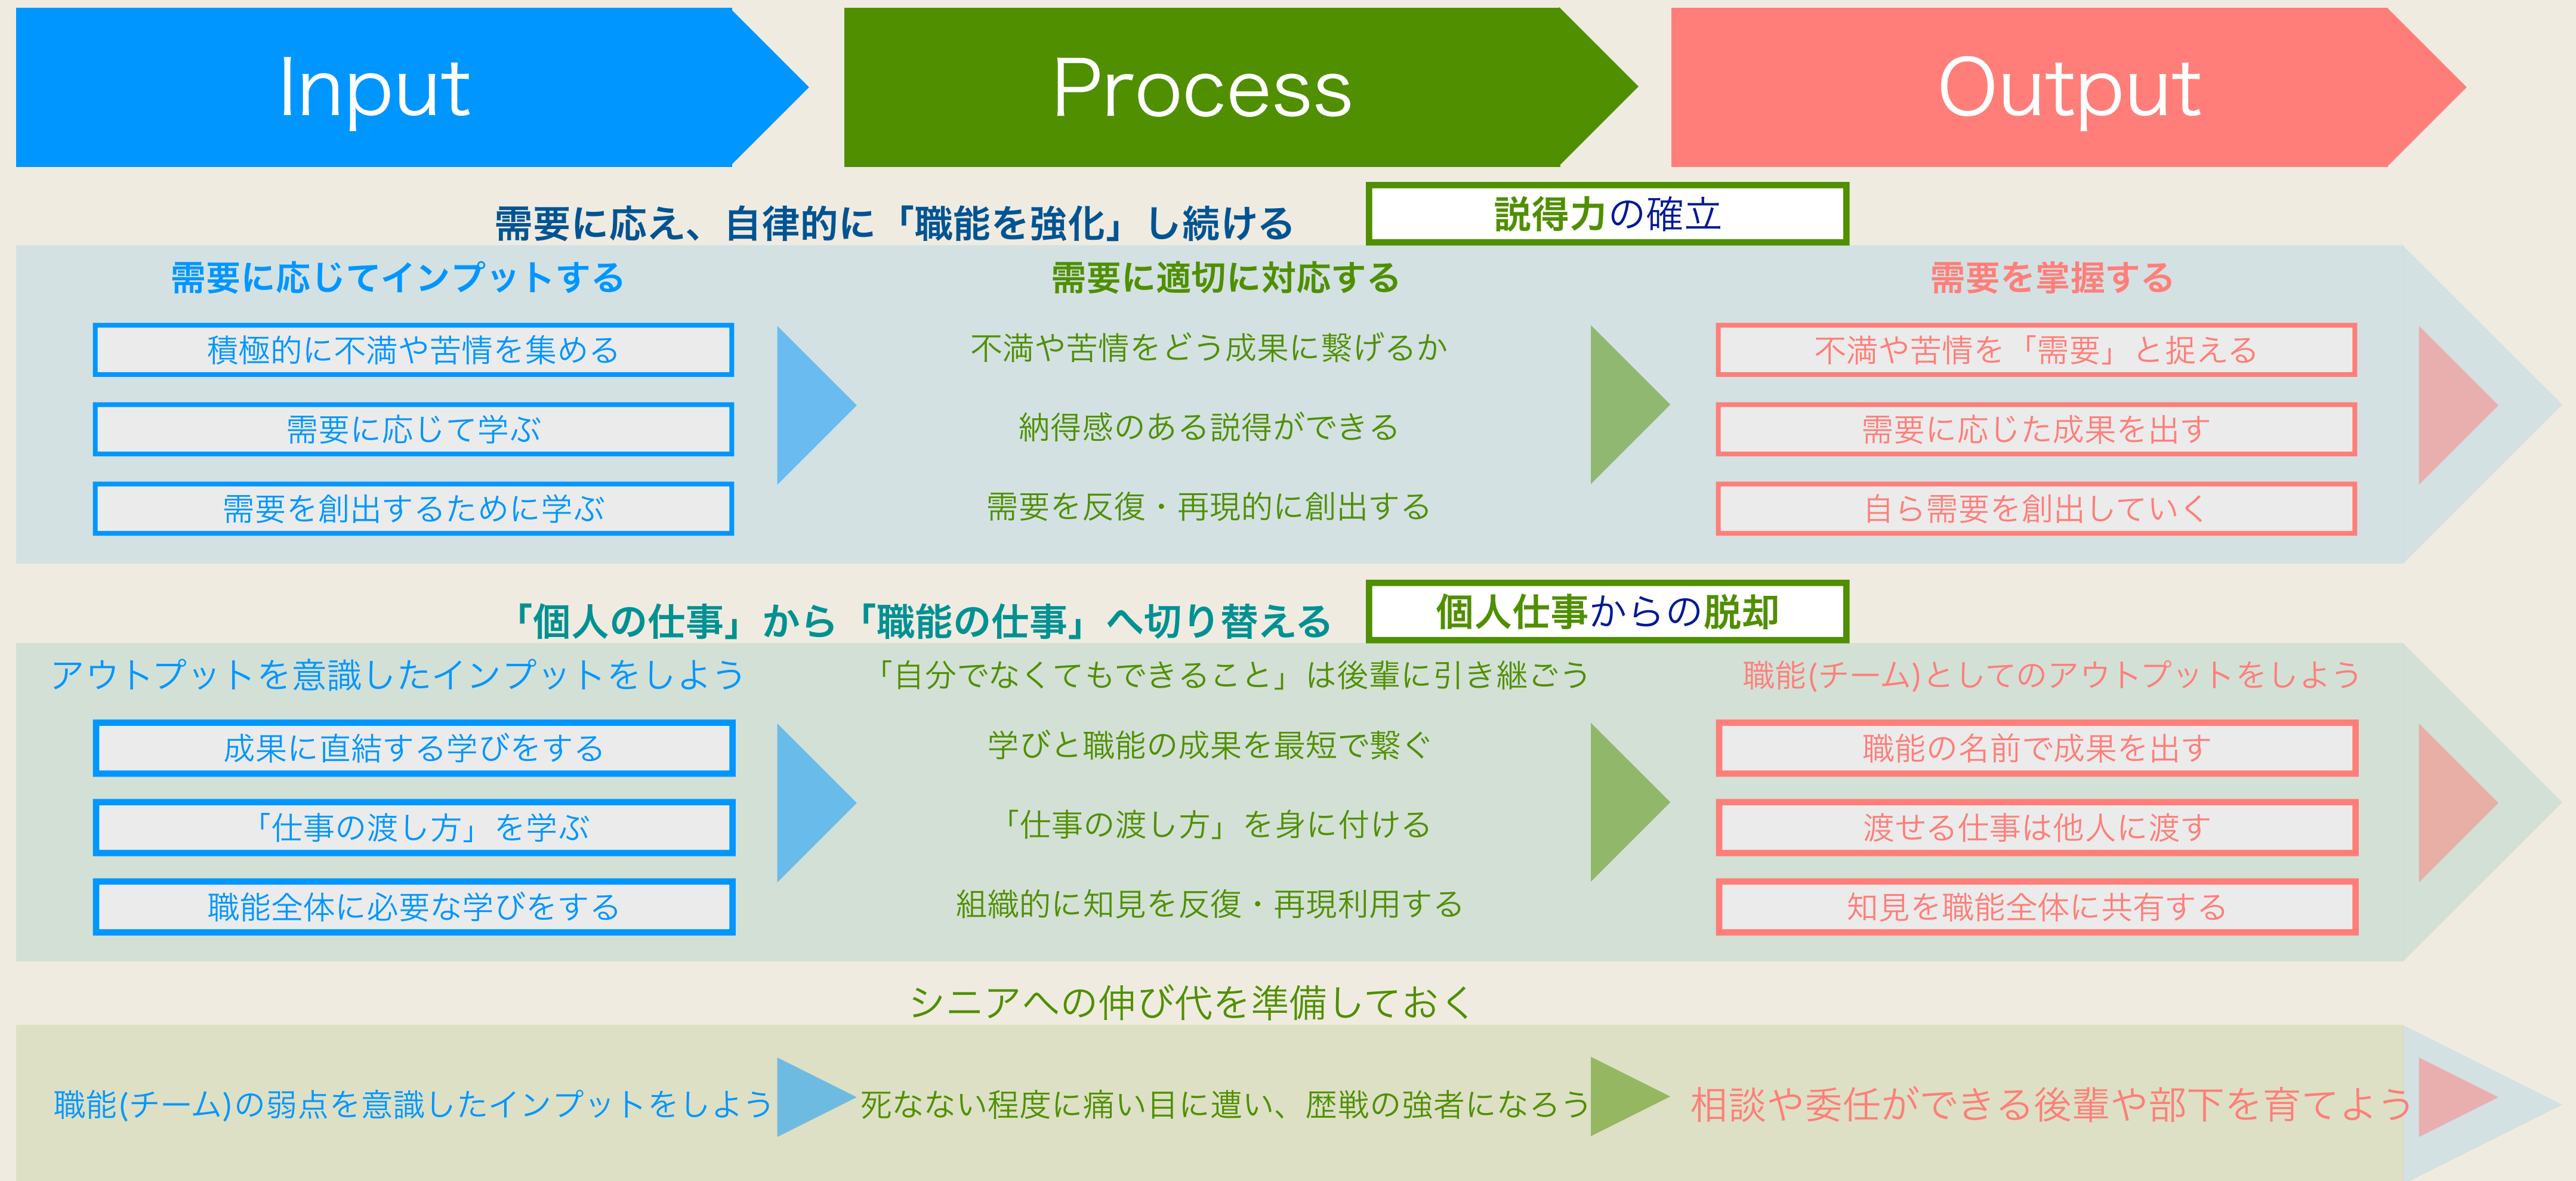 Input
Process
Output
需要に応え、自律的に「職能を強化」し続ける
説得力の確立
需要に応じてインプットする
需要に適切に対応する
需要を掌握する
積極的に不満や苦情を集める
不満や苦情をどう成果に繋げるか
不満や苦情を「需要」と捉える
需要に応じて学ぶ
納得感のある説得ができる
需要に応じた成果を出す
需要を創出するために学ぶ
需要を反復・再現的に創出する
自ら需要を創出していく
「個人の仕事」から「職能の仕事」へ切り替える
個人仕事からの脱却
アウトプットを意識したインプットをしよう
「自分でなくてもできること」は後輩に引き継ごう
職能(チーム)としてのアウトプットをしよう
成果に直結する学びをする
学びと職能の成果を最短で繋ぐ
職能の名前で成果を出す
「仕事の渡し方」を学ぶ
「仕事の渡し方」を身に付ける
渡せる仕事は他人に渡す
職能全体に必要な学びをする
組織的に知見を反復・再現利用する
知見を職能全体に共有する
シニアへの伸び代を準備しておく
職能(チーム)の弱点を意識したインプットをしよう
死なない程度に痛い目に遭い、歴戦の強者になろう
相談や委任ができる後輩や部下を育てよう